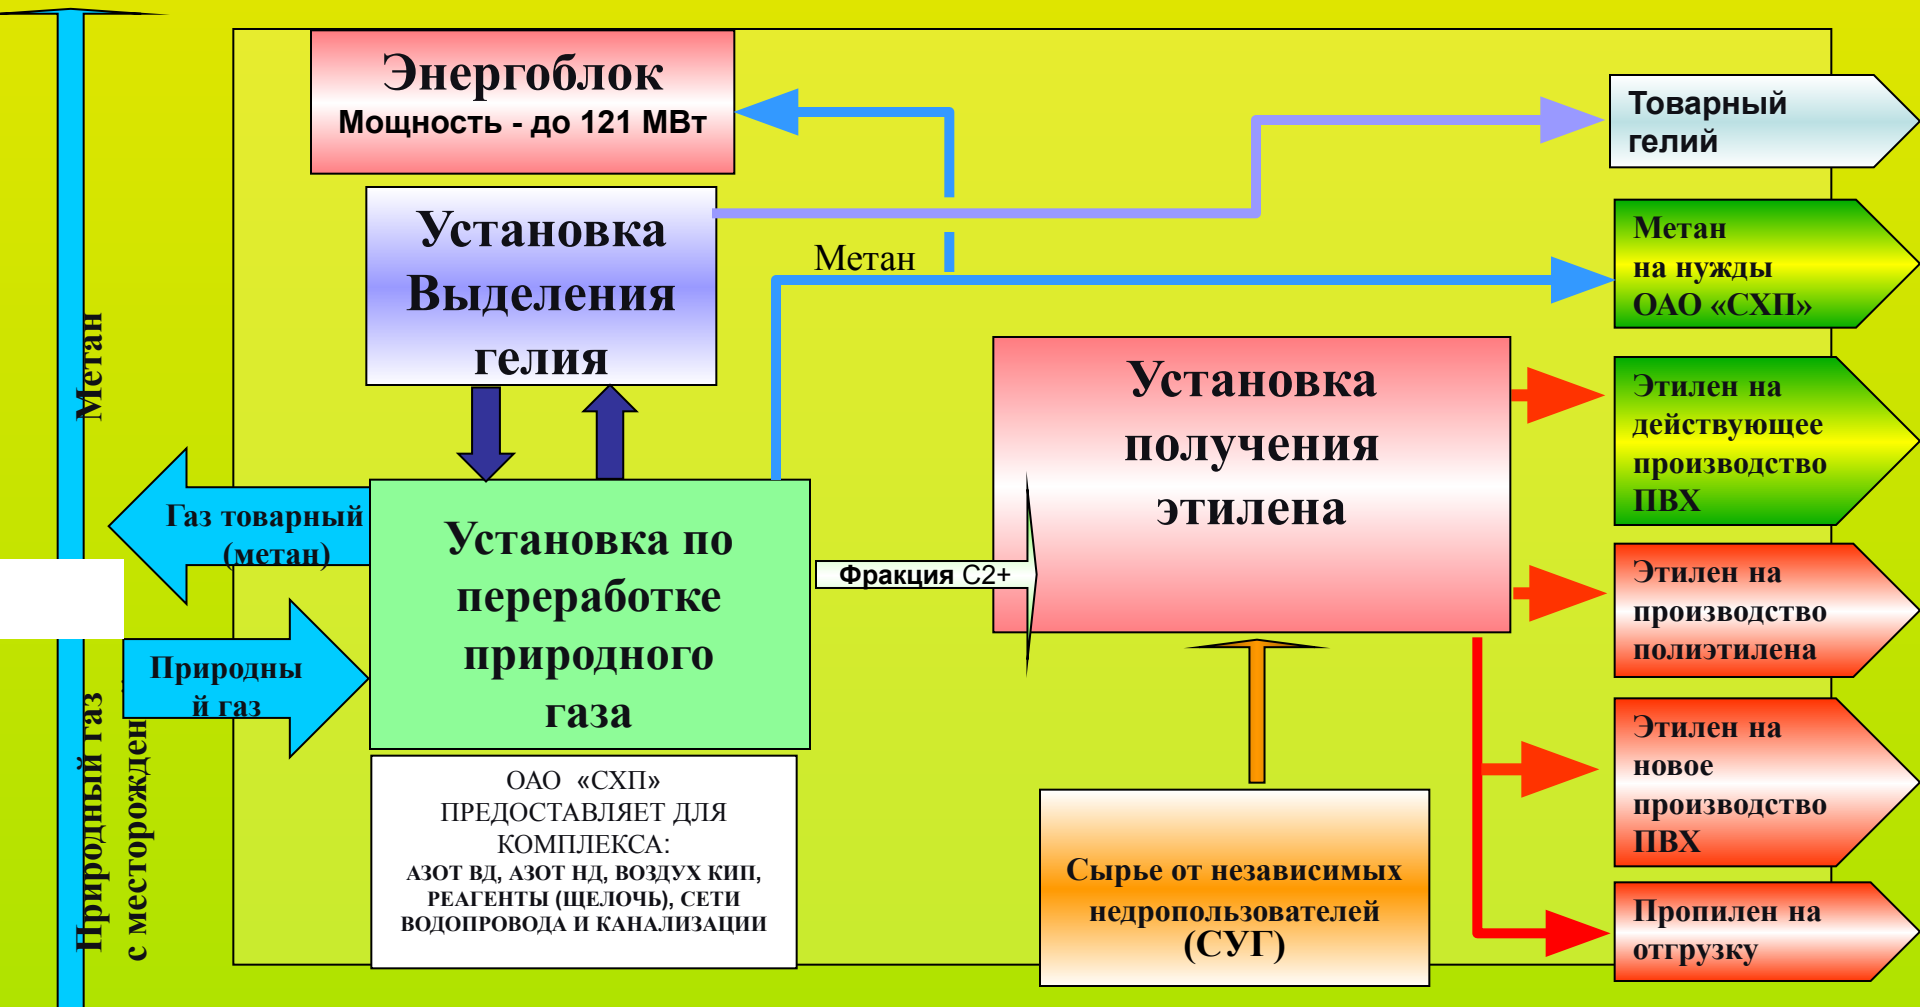 Энергоблок
Мощность - до 121 МВт
Товарный
гелий
Установка
Выделения
гелия
Метан
Метан
на нужды
ОАО «СХП»
Метан
Установка
получения
этилена
Этилен на
действующее
производство
ПВХ
Газ товарный
(метан)
Установка по
переработке
природного
газа
Фракция С2+
Этилен на
производство
полиэтилена
Природны
й газ
Природный газ
с месторожден
ОАО «СХП»
ПРЕДОСТАВЛЯЕТ ДЛЯ
КОМПЛЕКСА:
АЗОТ ВД, АЗОТ НД, ВОЗДУХ КИП,
РЕАГЕНТЫ (ЩЕЛОЧЬ), СЕТИ
ВОДОПРОВОДА И КАНАЛИЗАЦИИ
Сырье от независимых
недропользователей
(СУГ)
Этилен на
новое
производство
ПВХ
Пропилен на
отгрузку